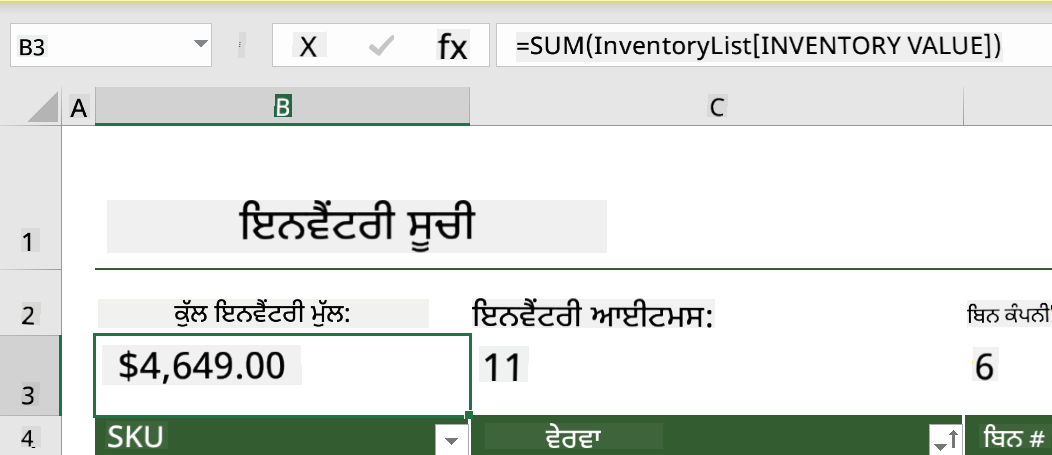 B3 X fx =SUM(InventoryList[INVENTORY VALUE])
A B C
1 ਇਨਵੈਂਟਰੀ ਸੂਚੀ
2 ਕੁੱਲ ਇਨਵੈਂਟਰੀ ਮੁੱਲ: ਇਨਵੈਂਟਰੀ ਆਈਟਮਸ: ਬਿਨ ਕੰਪਨੀ
3 $4,649.00 11 6
4 SKU ਵੇਰਵਾ ਬਿਨ #